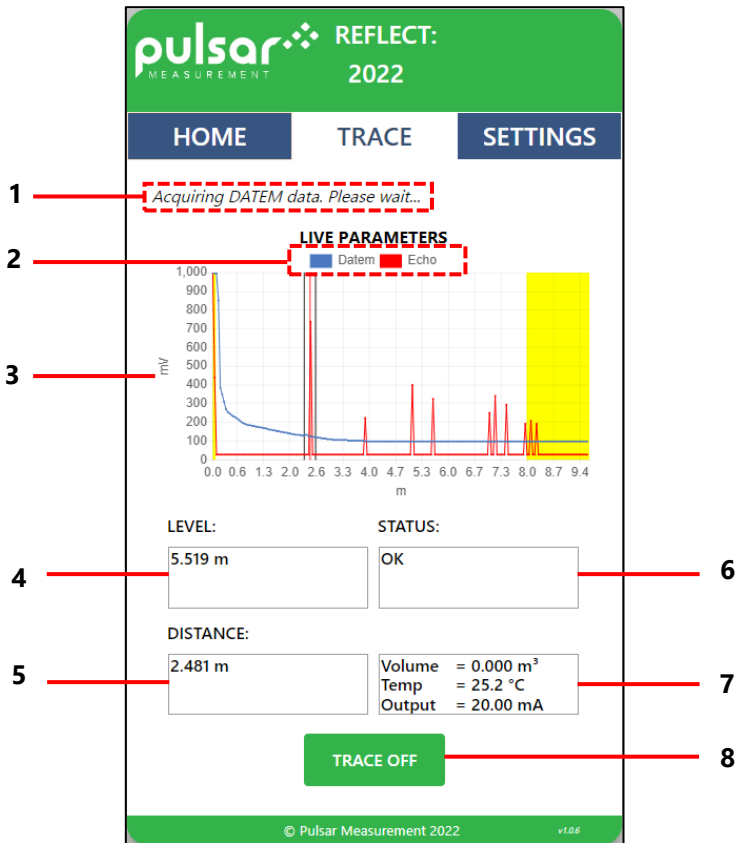 pulsar
MEASUREMENT
REFLECT:
2022
HOME TRACE SETTINGS
1
Acquiring DATEM data. Please wait...
LIVE PARAMETERS
2
Datem Echo
1,000
900
800
700
600
500
400
300
200
100
0
mV
3
0.0 0.6 1.3 2.0 2.6 3.3 4.0 4.7 5.3 6.0 6.7 7.3 8.0 8.7 9.4
m
LEVEL: STATUS:
5.519 m OK
4 6
DISTANCE:
2.481 m
5
Volume = 0.000 m³
Temp = 25.2 °C
Output = 20.00 mA
7
TRACE OFF
8
© Pulsar Measurement 2022 v1.0.6